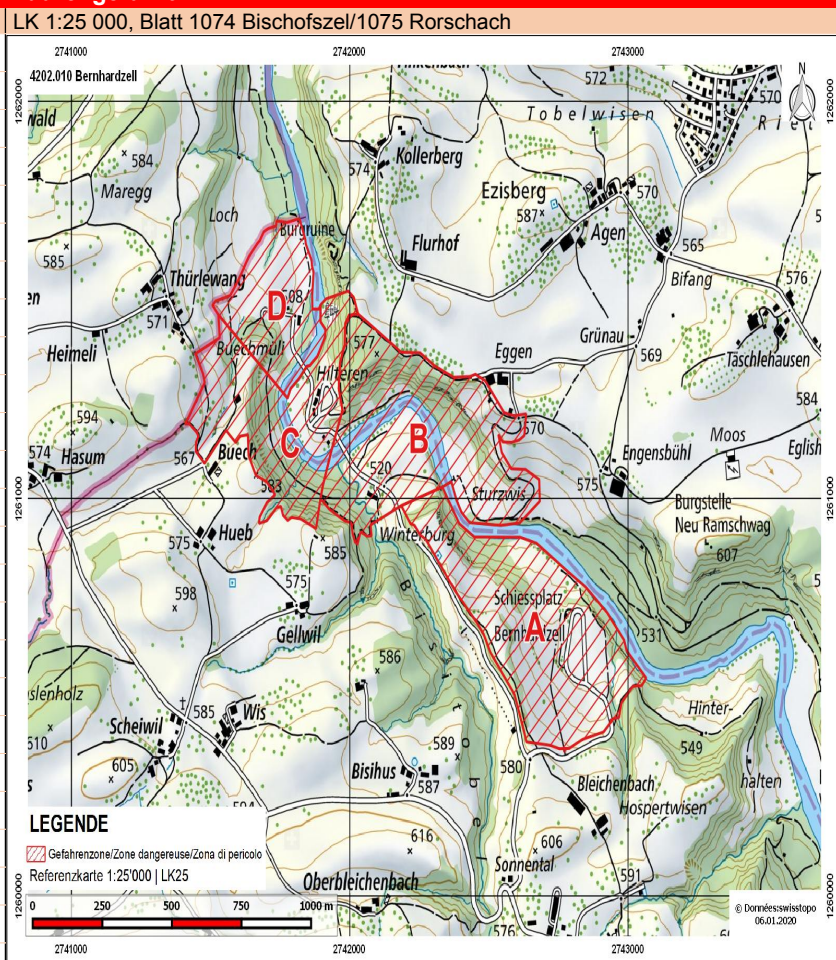 LK 1:25 000, Blatt 1074 Bischofszel/1075 Rorschach
2741000
2742000
2743000
4202.010 Bernhardzell
1262000
1262000
572
570
wald
584
Maregg
Loch
574
Kollerberg
Tobelwisen
Ezisberg
587
570
Agen
565
Bifang
576
585
Burgruine
Flurhof
Thürlewang
571
D
508
577
Grünau
569
Täschlehausen
Heimeli
Buechmüli
Hilteren
Eggen
584
594
574
Hasum
567
Buech
C
B
570
520
583
Engensbühl
575
Moos
Sturzwis
1261000
1261000
Burgstelle
Neu Ramschwag
607
575
Hueb
585
Winterburg
598
575
Gellwil
Schiessplatz
Bernhardzell
A
531
586
Scheiwil
585
Wis
610
605
589
Bisihus
587
580
Hinter-
549
halten
Bleichenbach
Hospertwisen
616
606
Sonnental
591
576
Oberbleichenbach
LEGENDE
Gefahrenzone/Zone dangereuse/Zona di pericolo
Referenzkarte 1:25'000 | LK25
0 250 500 750 1000 m
1260000
1260000
© Données:swisstopo
06.01.2020
2741000
2742000
2743000
N